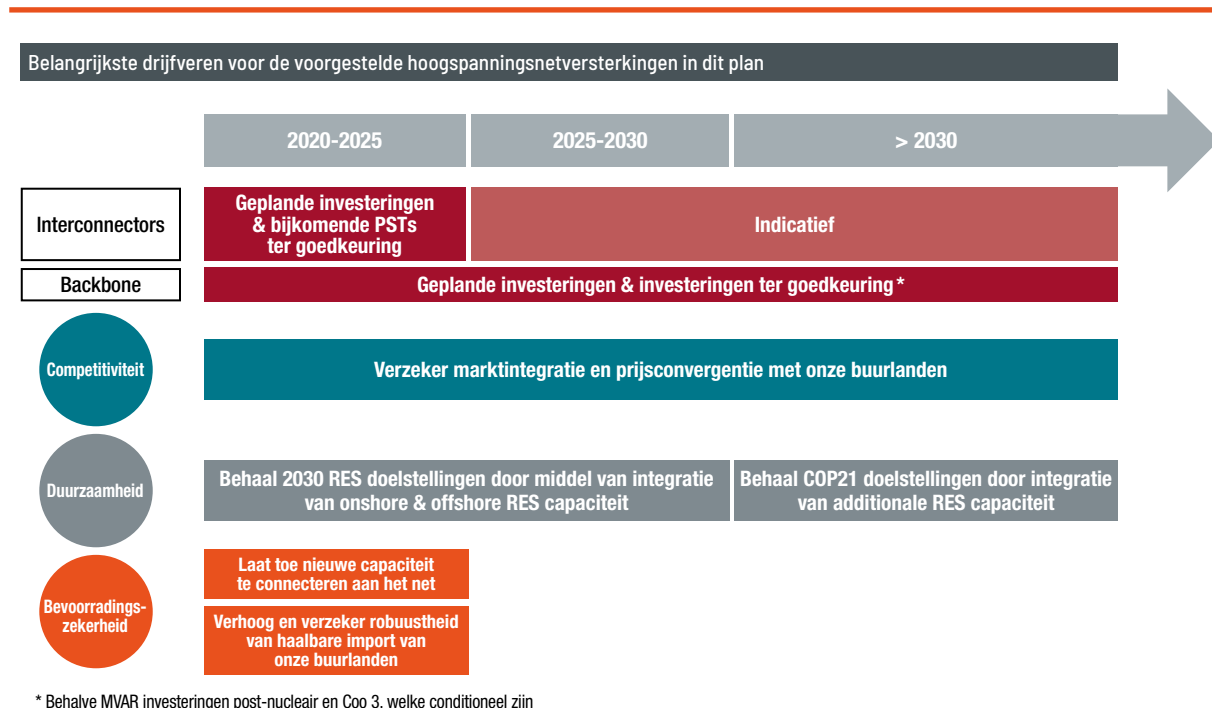 Belangrijkste drijfveren voor de voorgestelde hoogspanningsnetversterkingen in dit plan
2020-2025
2025-2030
> 2030
Interconnectors
Geplande investeringen
& bijkomende PSTs
ter goedkeuring
Indicatief
Backbone
Geplande investeringen & investeringen ter goedkeuring*
Competitiviteit
Verzeker marktintegratie en prijsconvergentie met onze buurlanden
Duurzaamheid
Behaal 2030 RES doelstellingen door middel van integratie
van onshore & offshore RES capaciteit
Behaal COP21 doelstellingen door integratie
van additionale RES capaciteit
Bevoorradings-
zekerheid
Laat toe nieuwe capaciteit
te connecteren aan het net
Verhoog en verzeker robuustheid
van haalbare import van
onze buurlanden
* Behalve MVAR investeringen post-nucleair en Coo 3, welke conditioneel zijn